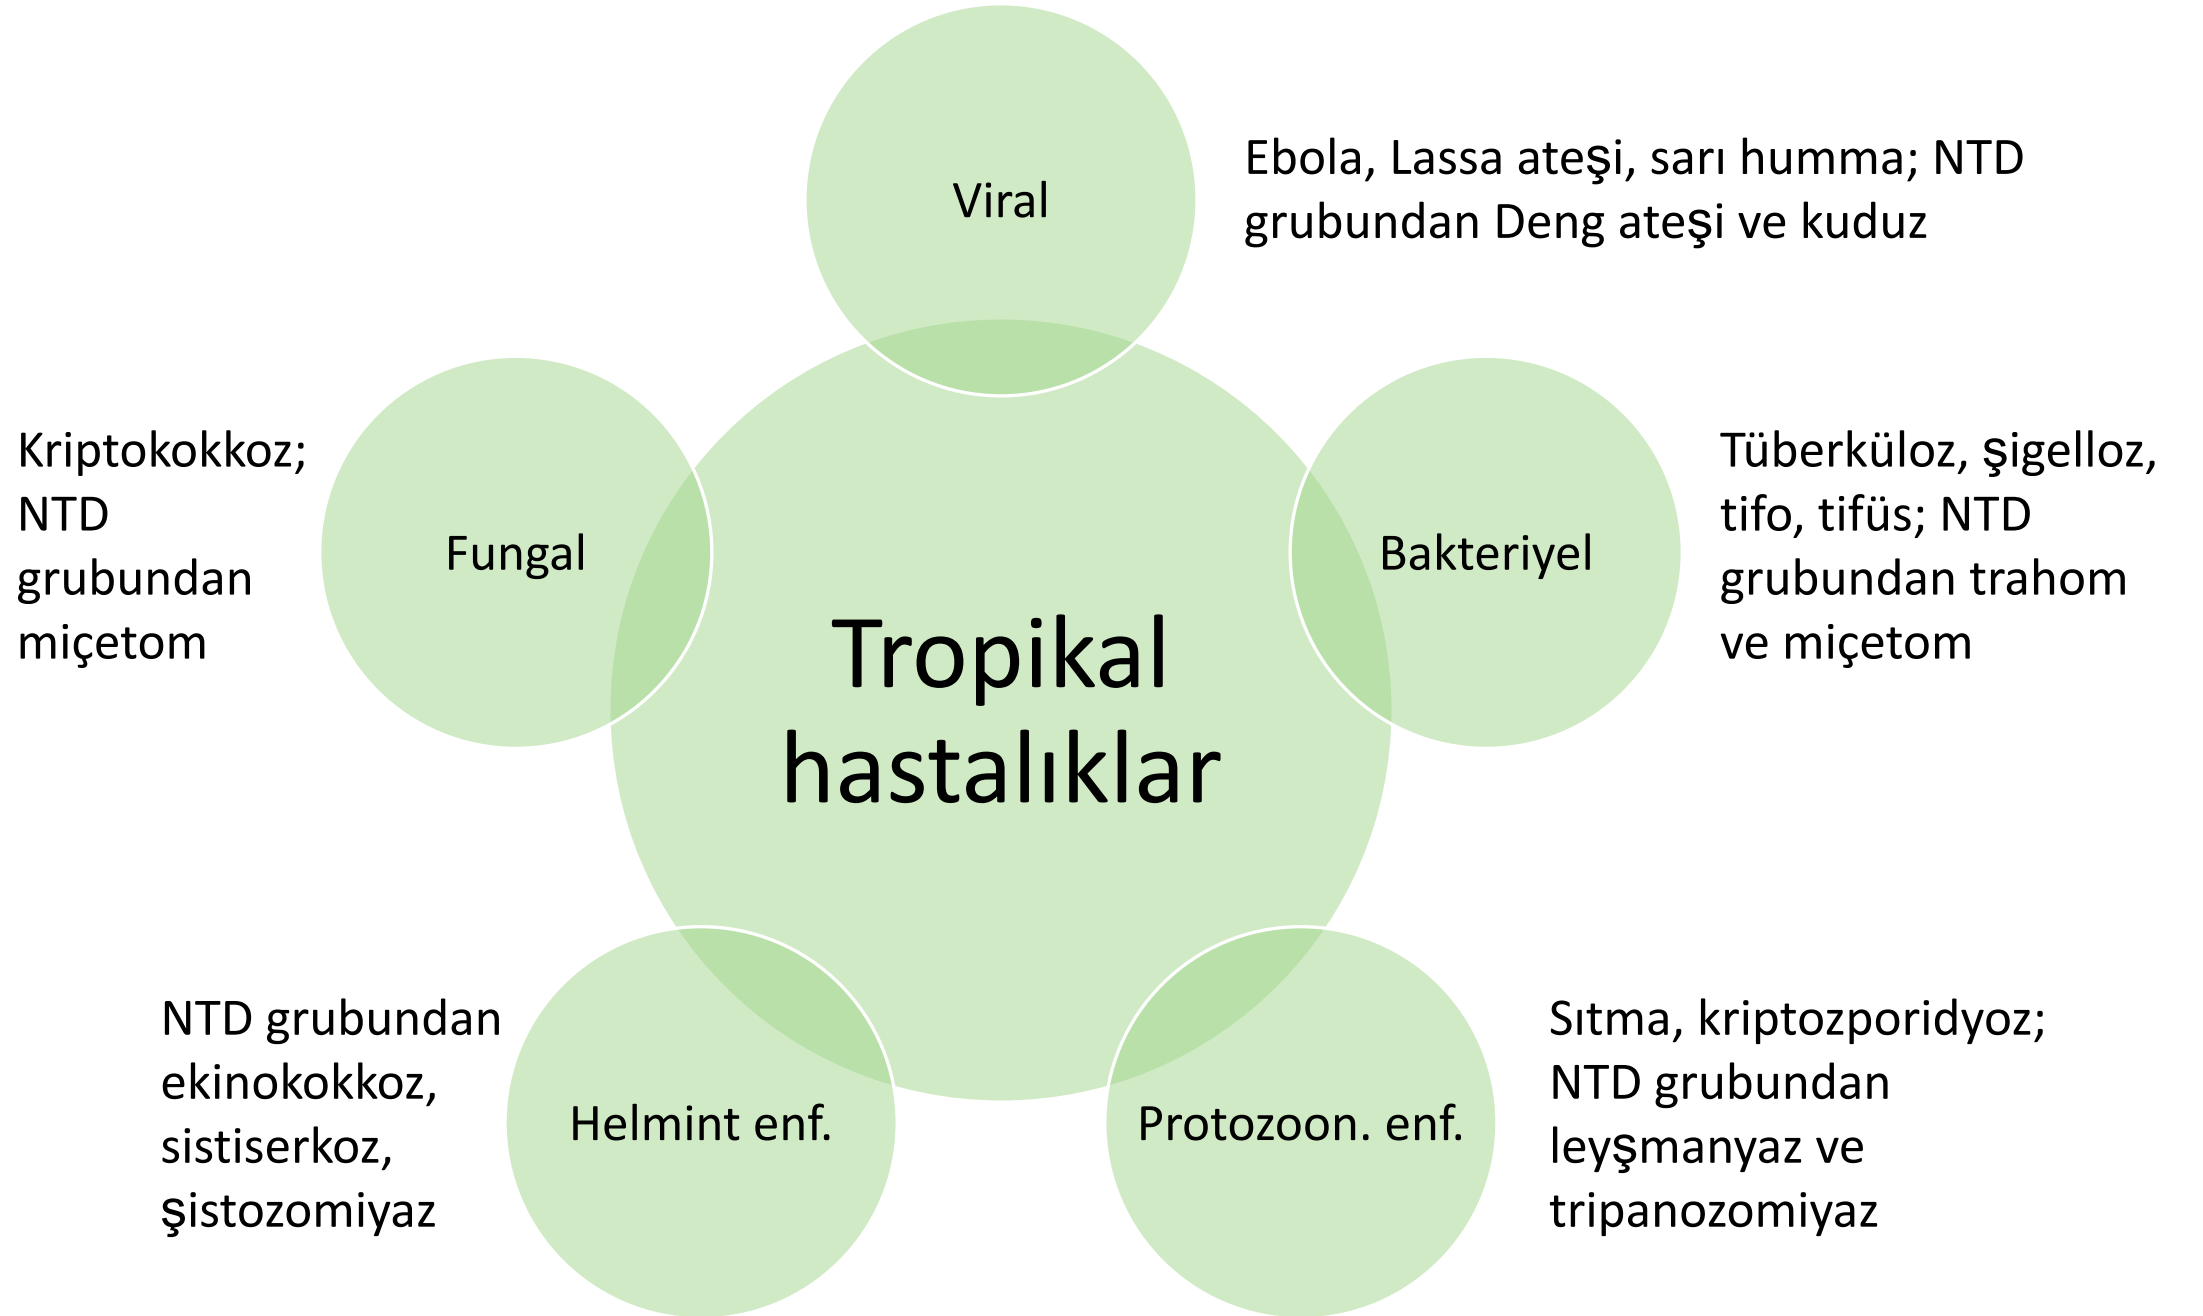 Viral
Ebola, Lassa ateşi, sarı humma; NTD
grubundan Deng ateşi ve kuduz
Fungal
Kriptokokkoz;
NTD
grubundan
miçetom
Bakteriyel
Tüberküloz, şigelloz,
tifo, tifüs; NTD
grubundan trahom
ve miçetom
Tropikal
hastalıklar
Helmint enf.
NTD grubundan
ekinokokkoz,
sistiserkoz,
şistozomiyaz
Protozoon. enf.
Sıtma, kriptozporidyoz;
NTD grubundan
leyşmanyaz ve
tripanozomiyaz